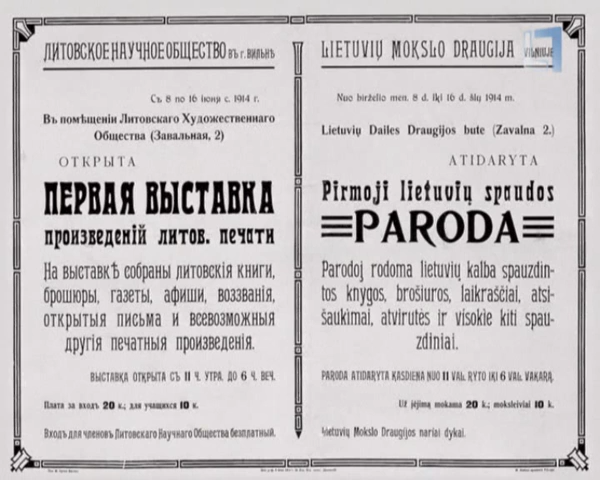 ЛИТОВСКОЕ НАУЧНОЕ ОБЩЕСТВО въ г. ВИЛЬНѢ
Съ 8 по 16 іюня с. 1914 г.
Въ помѣщеніи Литовскаго Художественнаго
Общества (Завальная, 2)
ОТКРЫТА
ПЕРВАЯ ВЫСТАВКА
произведеній литов. печати
На выставкѣ собраны литовскія книги,
брошюры, газеты, афиши, воззванія,
открытыя письма и всевозможныя
другія печатныя произведенія.
ВЫСТАВКА ОТКРЫТА СЪ 11 Ч. УТРА. ДО 6 Ч. ВЕЧ.
Плата за входъ 20 к.; для учащихся 10 к.
Входъ для членовъ Литовскаго Научнаго Общества безплатный.
LIETUVIŲ MOKSLO DRAUGIJA VILNIUJE
Nuo birželio men. 8 d. iki 16 d. šių 1914 m.
Lietuvių Dailes Draugijos bute (Zavalna 2.)
ATIDARYTA
Pirmoji lietuvių spaudos
PARODA
Parodoj rodoma lietuvių kalba spauzdin-
tos knygos, brošiuros, laikraščiai, atsi-
šaukimai, atvirutės ir visokie kiti spau-
zdiniai.
PARODA ATIDARYTA KASDIENA NUO 11 VAL. RYTO IKI 6 VAL. VAKARĄ.
Už įėjimą mokama 20 k.; moksleiviai 10 k.
Lietuvių Mokslo Draugijos nariai dykai.